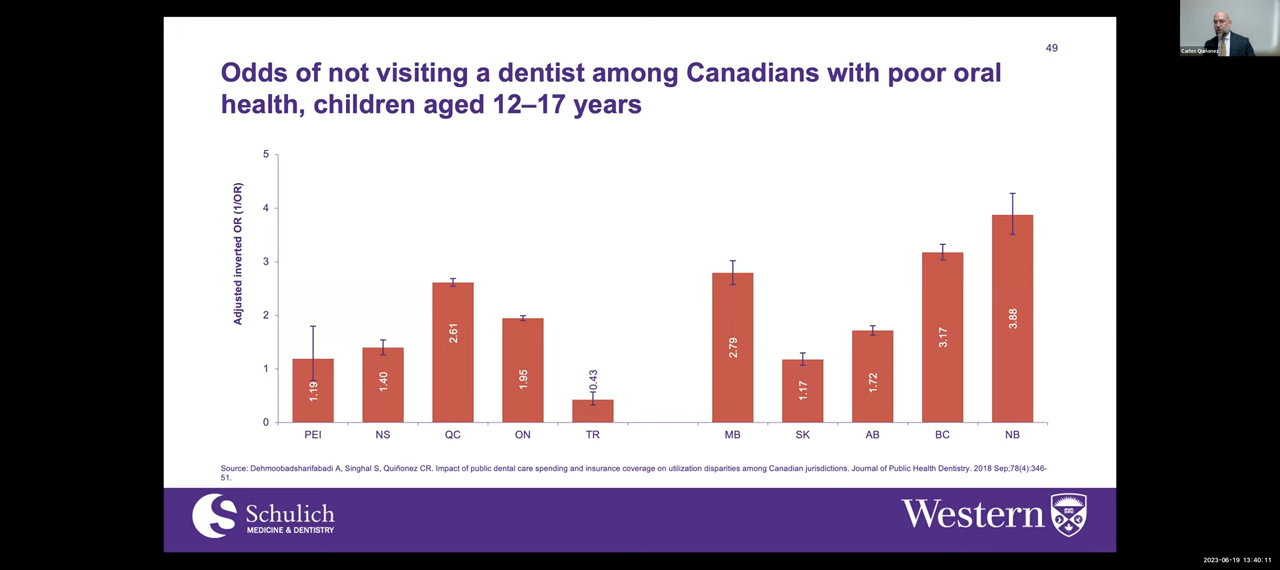 49
Carlos Quiñonez
Odds of not visiting a dentist among Canadians with poor oral
health, children aged 12–17 years
Adjusted inverted OR (1/OR)
5
4
3
2
1
0
1.19
1.40
2.61
1.95
0.43
2.79
1.17
1.72
3.17
3.88
PEI NS QC ON TR MB SK AB BC NB
Source: Dehmoobadsharifabadi A, Singhal S, Quiñonez CR. Impact of public dental care spending and insurance coverage on utilization disparities among Canadian jurisdictions. Journal of Public Health Dentistry. 2018 Sep;78(4):346-
51.
Schulich
MEDICINE & DENTISTRY
Western
2023-06-19 13:40:11